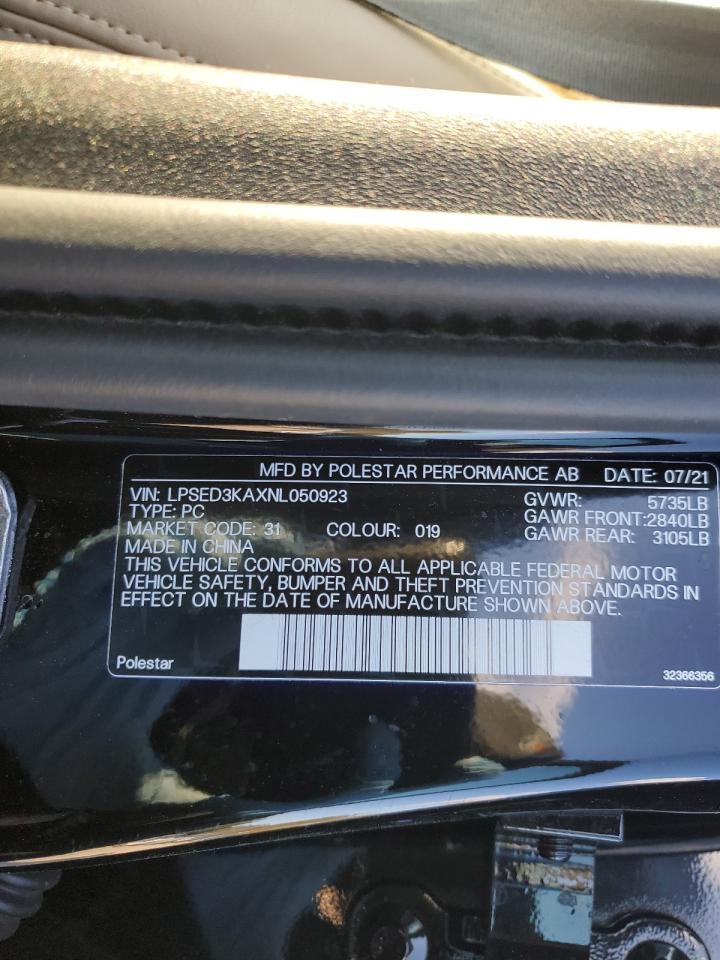 MFD BY POLESTAR PERFORMANCE AB DATE: 07/21
VIN: LPSED3KAXNL050923 GVWR: 5735LB
TYPE: PC GAWR FRONT:2840LB
MARKET CODE: 31 COLOUR: 019 GAWR REAR: 3105LB
MADE IN CHINA
THIS VEHICLE CONFORMS TO ALL APPLICABLE FEDERAL MOTOR
VEHICLE SAFETY, BUMPER AND THEFT PREVENTION STANDARDS IN
EFFECT ON THE DATE OF MANUFACTURE SHOWN ABOVE.
Polestar 32366356